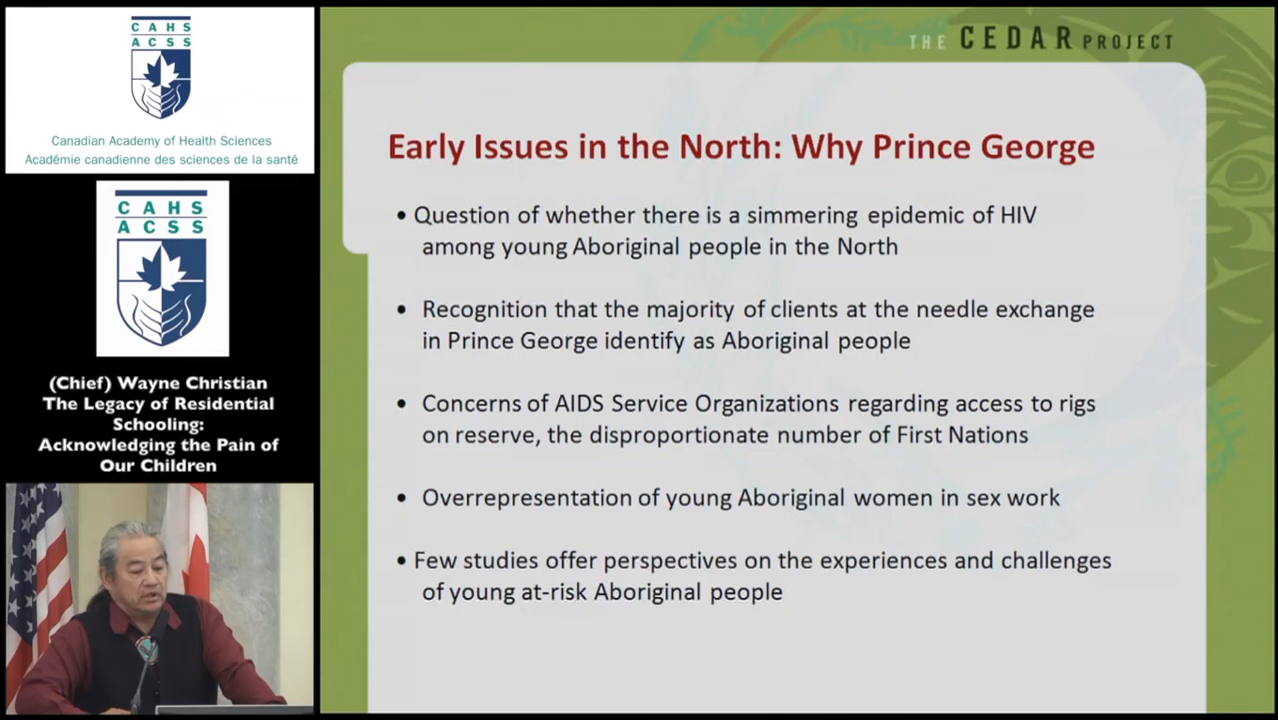 CAHS
ACSS
Canadian Academy of Health Sciences
Académie canadienne des sciences de la santé
CAHS
ACSS
(Chief) Wayne Christian
The Legacy of Residential
Schooling:
Acknowledging the Pain of
Our Children
THE CEDAR PROJECT
Early Issues in the North: Why Prince George
• Question of whether there is a simmering epidemic of HIV
among young Aboriginal people in the North
• Recognition that the majority of clients at the needle exchange
in Prince George identify as Aboriginal people
• Concerns of AIDS Service Organizations regarding access to rigs
on reserve, the disproportionate number of First Nations
• Overrepresentation of young Aboriginal women in sex work
• Few studies offer perspectives on the experiences and challenges
of young at-risk Aboriginal people